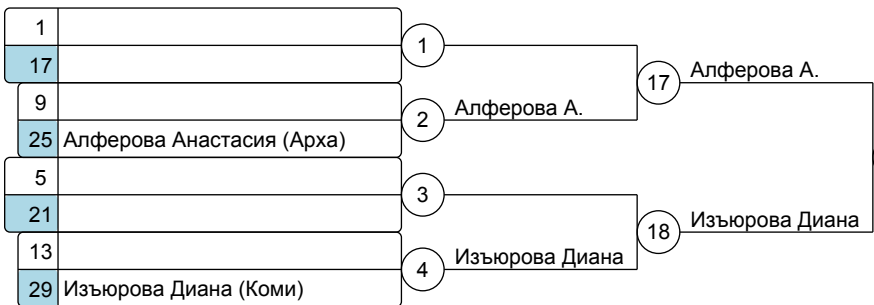 1
17
1
17 Алферова А.
9
2 Алферова А.
25 Алферова Анастасия (Арха)
5
3
21
18 Изъюрова Диана
13
4 Изъюрова Диана
29 Изъюрова Диана (Коми)